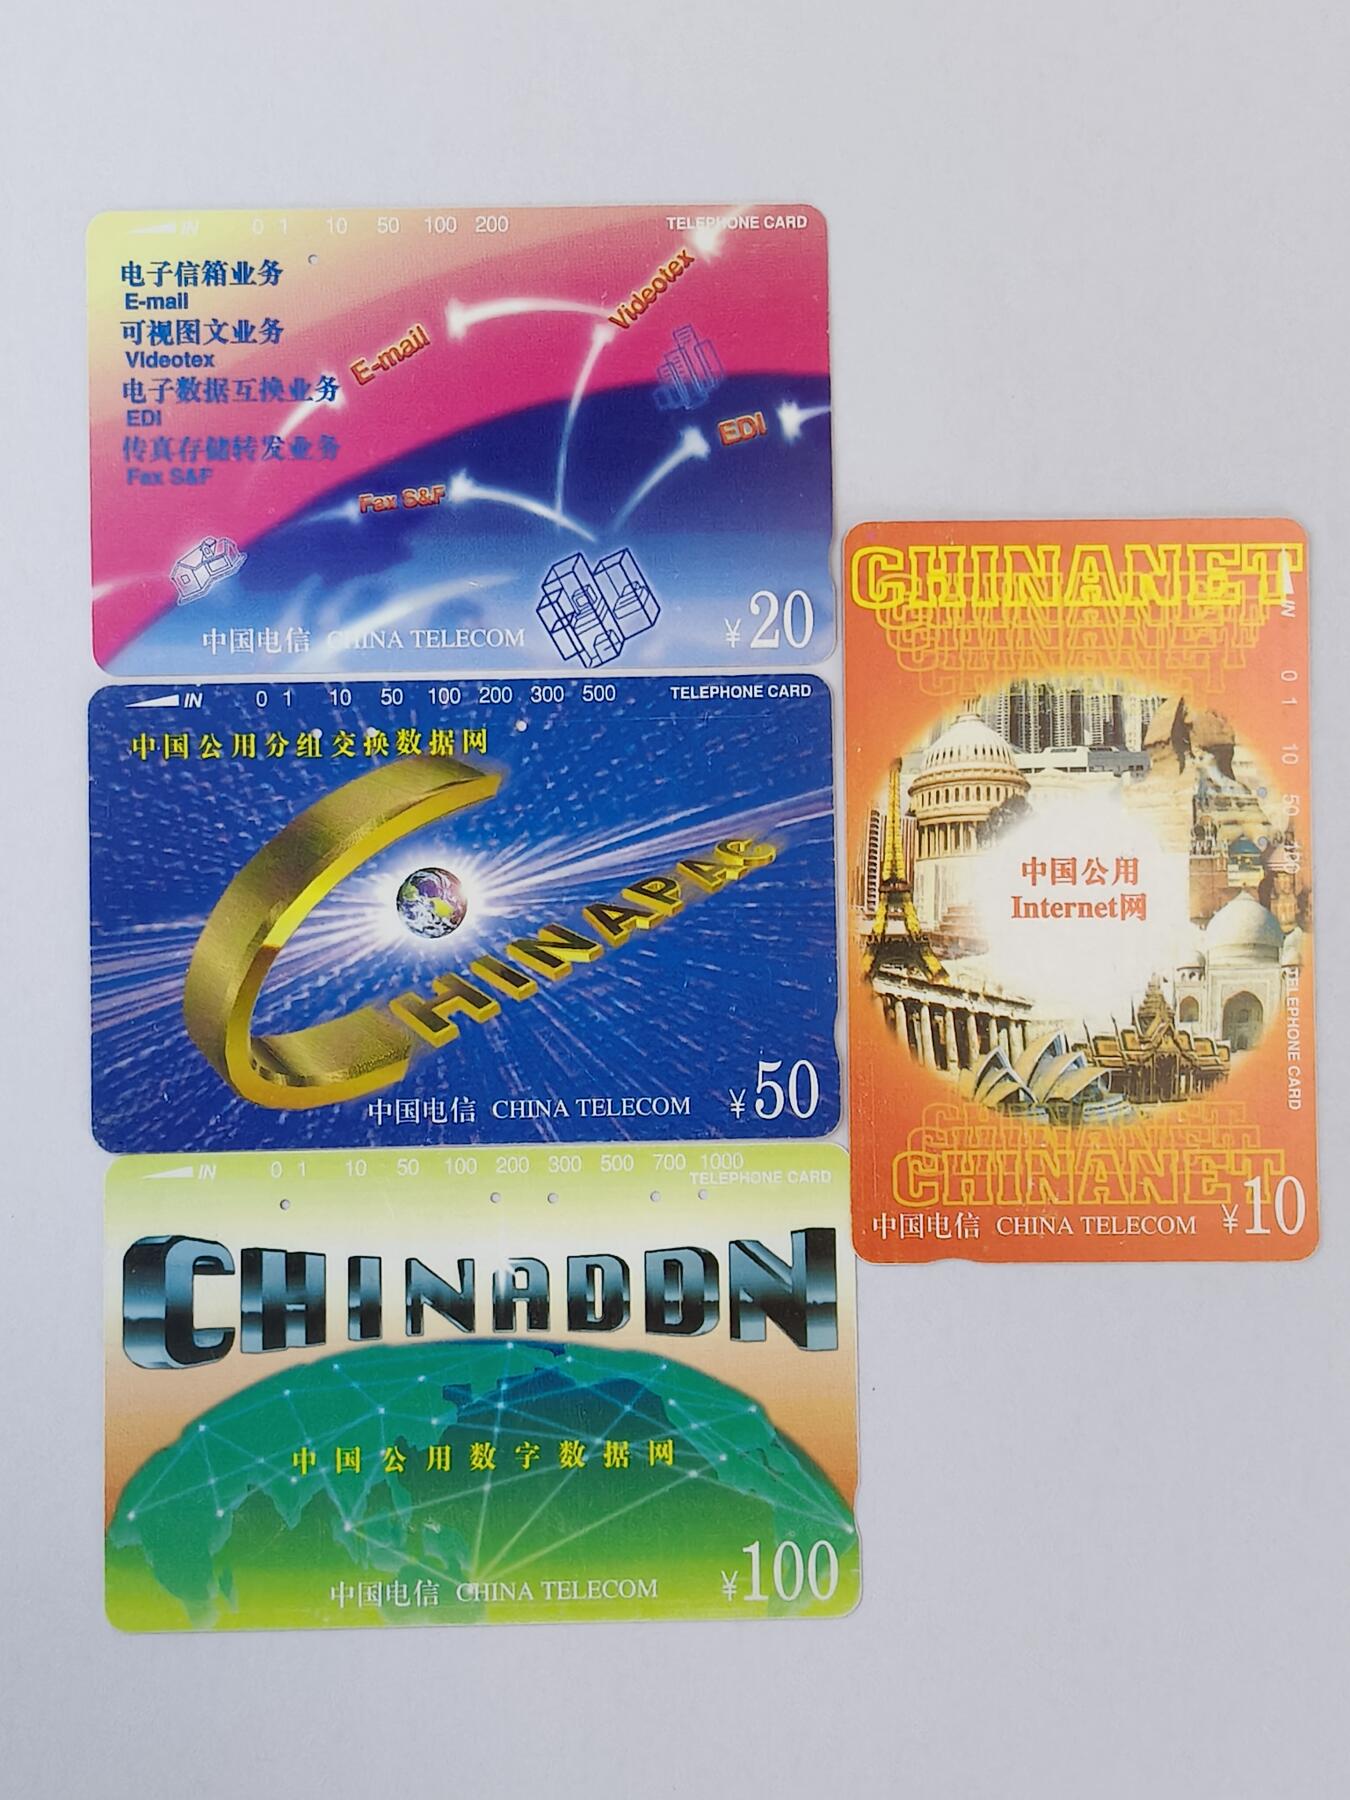 IN 0 1 10 50 100 200 TELEPHONE CARD
电子信箱业务
E-mail
可视图文业务
Videotex
电子数据互换业务
EDI
传真存储转发业务
Fax S&F
E-mail
Videotex
EDI
Fax S&F
中国电信 CHINA TELECOM
¥20
IN 0 1 10 50 100 200 300 500 TELEPHONE CARD
中国公用分组交换数据网
CHINAPAC
中国电信 CHINA TELECOM ¥50
IN 0 1 10 50 100 200 300 500 700 1000
TELEPHONE CARD
CHINADDN
中国公用数字数据网
中国电信 CHINA TELECOM ¥100
CHINANET
CHINANET
CHINANET
CHINANET
IN 0 1 10 50 100 TELEPHONE CARD
中国公用
Internet网
CHINANET
CHINANET
CHINANET
中国电信 CHINA TELECOM ¥10